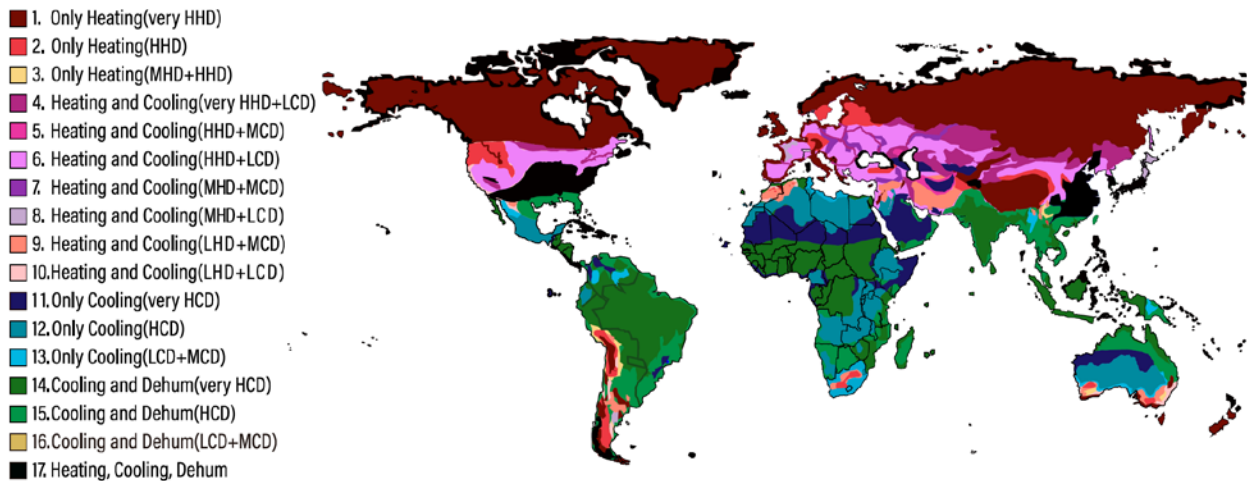 1. Only Heating(very HHD)
2. Only Heating(HHD)
3. Only Heating(MHD+HHD)
4. Heating and Cooling(very HHD+LCD)
5. Heating and Cooling(HHD+MCD)
6. Heating and Cooling(HHD+LCD)
7. Heating and Cooling(MHD+MCD)
8. Heating and Cooling(MHD+LCD)
9. Heating and Cooling(LHD+MCD)
10.Heating and Cooling(LHD+LCD)
11.Only Cooling(very HCD)
12.Only Cooling(HCD)
13.Only Cooling(LCD+MCD)
14.Cooling and Dehum(very HCD)
15.Cooling and Dehum(HCD)
16.Cooling and Dehum(LCD+MCD)
17. Heating, Cooling, Dehum